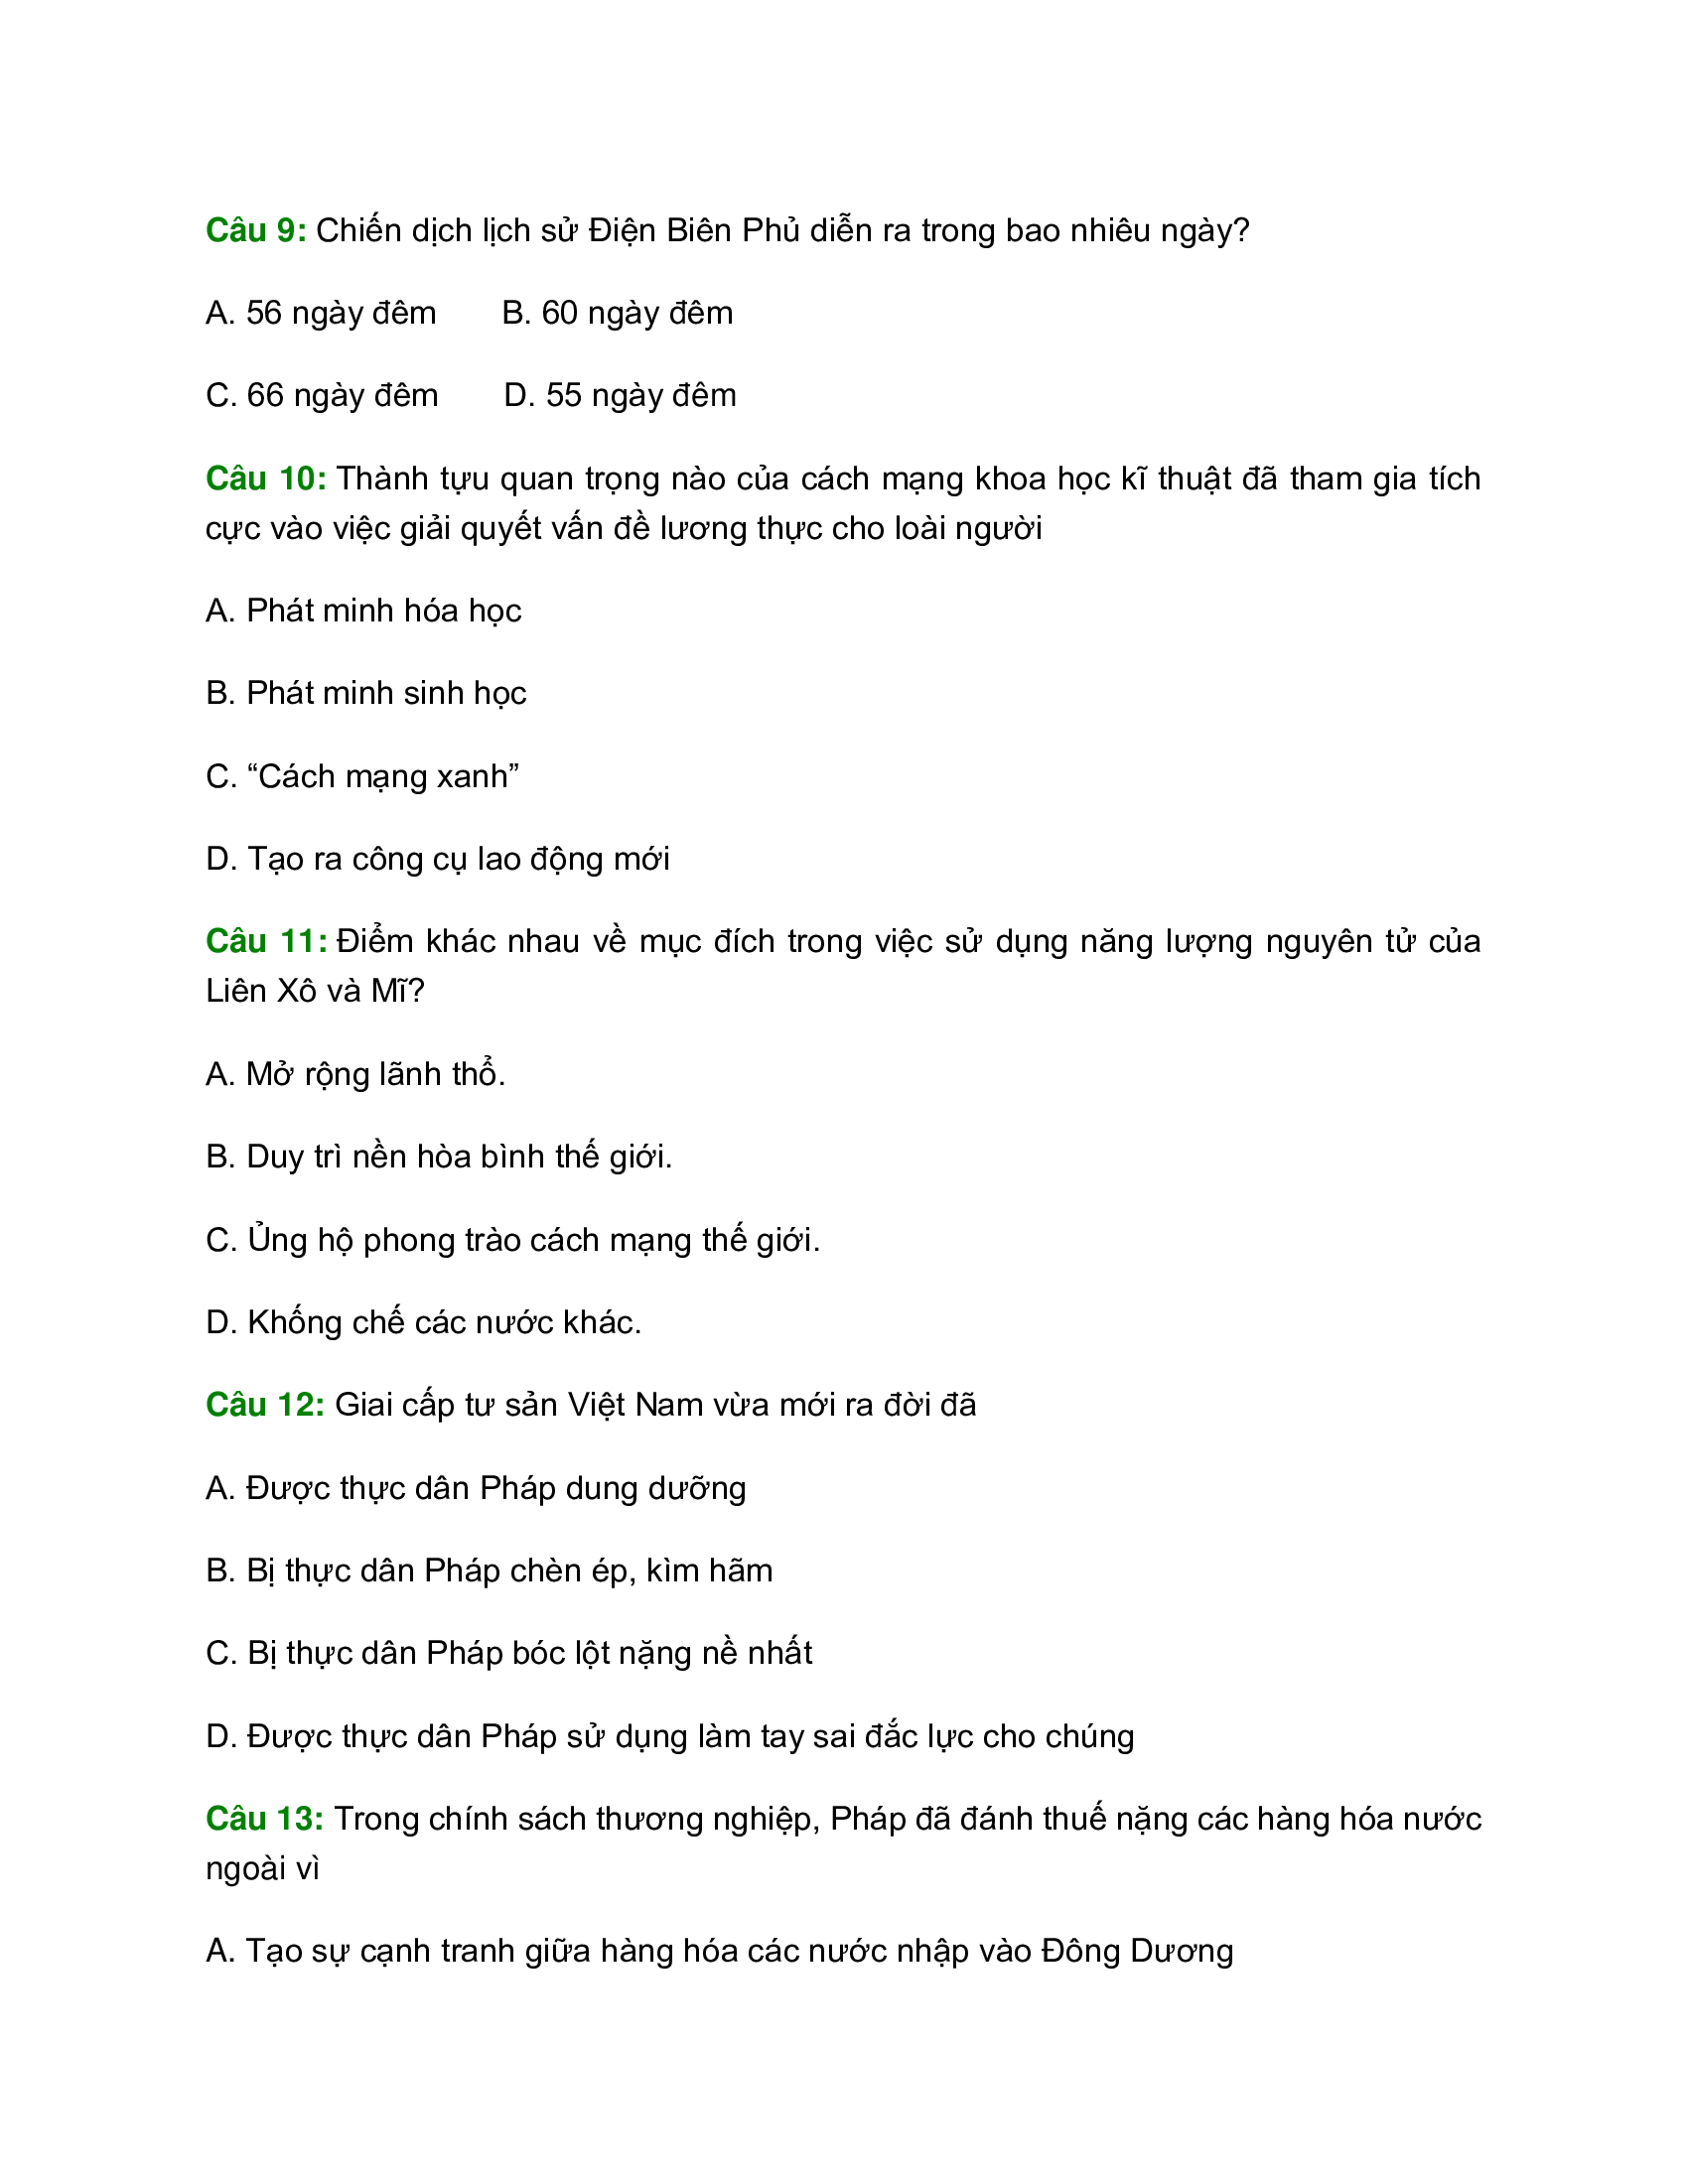 Câu 9: Chiến dịch lịch sử Điện Biên Phủ diễn ra trong bao nhiêu ngày?
A. 56 ngày đêm B. 60 ngày đêm
C. 66 ngày đêm D. 55 ngày đêm
Câu 10: Thành tựu quan trọng nào của cách mạng khoa học kĩ thuật đã tham gia tích
cực vào việc giải quyết vấn đề lương thực cho loài người
A. Phát minh hóa học
B. Phát minh sinh học
C. “Cách mạng xanh”
D. Tạo ra công cụ lao động mới
Câu 11: Điểm khác nhau về mục đích trong việc sử dụng năng lượng nguyên tử của
Liên Xô và Mĩ?
A. Mở rộng lãnh thổ.
B. Duy trì nền hòa bình thế giới.
C. Ủng hộ phong trào cách mạng thế giới.
D. Khống chế các nước khác.
Câu 12: Giai cấp tư sản Việt Nam vừa mới ra đời đã
A. Được thực dân Pháp dung dưỡng
B. Bị thực dân Pháp chèn ép, kìm hãm
C. Bị thực dân Pháp bóc lột nặng nề nhất
D. Được thực dân Pháp sử dụng làm tay sai đắc lực cho chúng
Câu 13: Trong chính sách thương nghiệp, Pháp đã đánh thuế nặng các hàng hóa nước
ngoài vì
A. Tạo sự cạnh tranh giữa hàng hóa các nước nhập vào Đông Dương